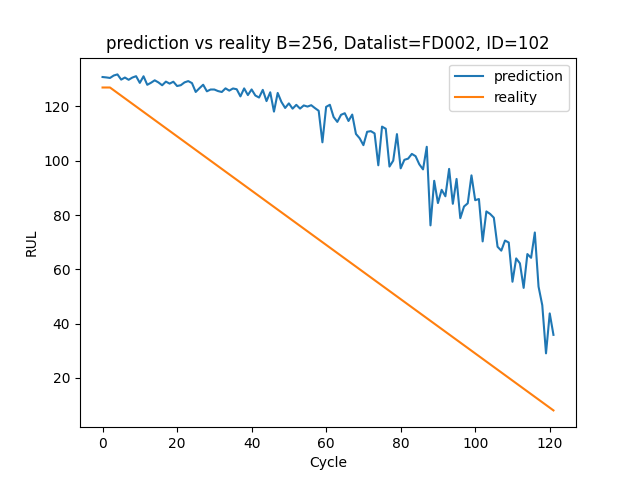 prediction vs reality B=256, Datalist=FD002, ID=102
prediction
reality
RUL
120
100
80
60
40
20
0 20 40 60 80 100 120
Cycle